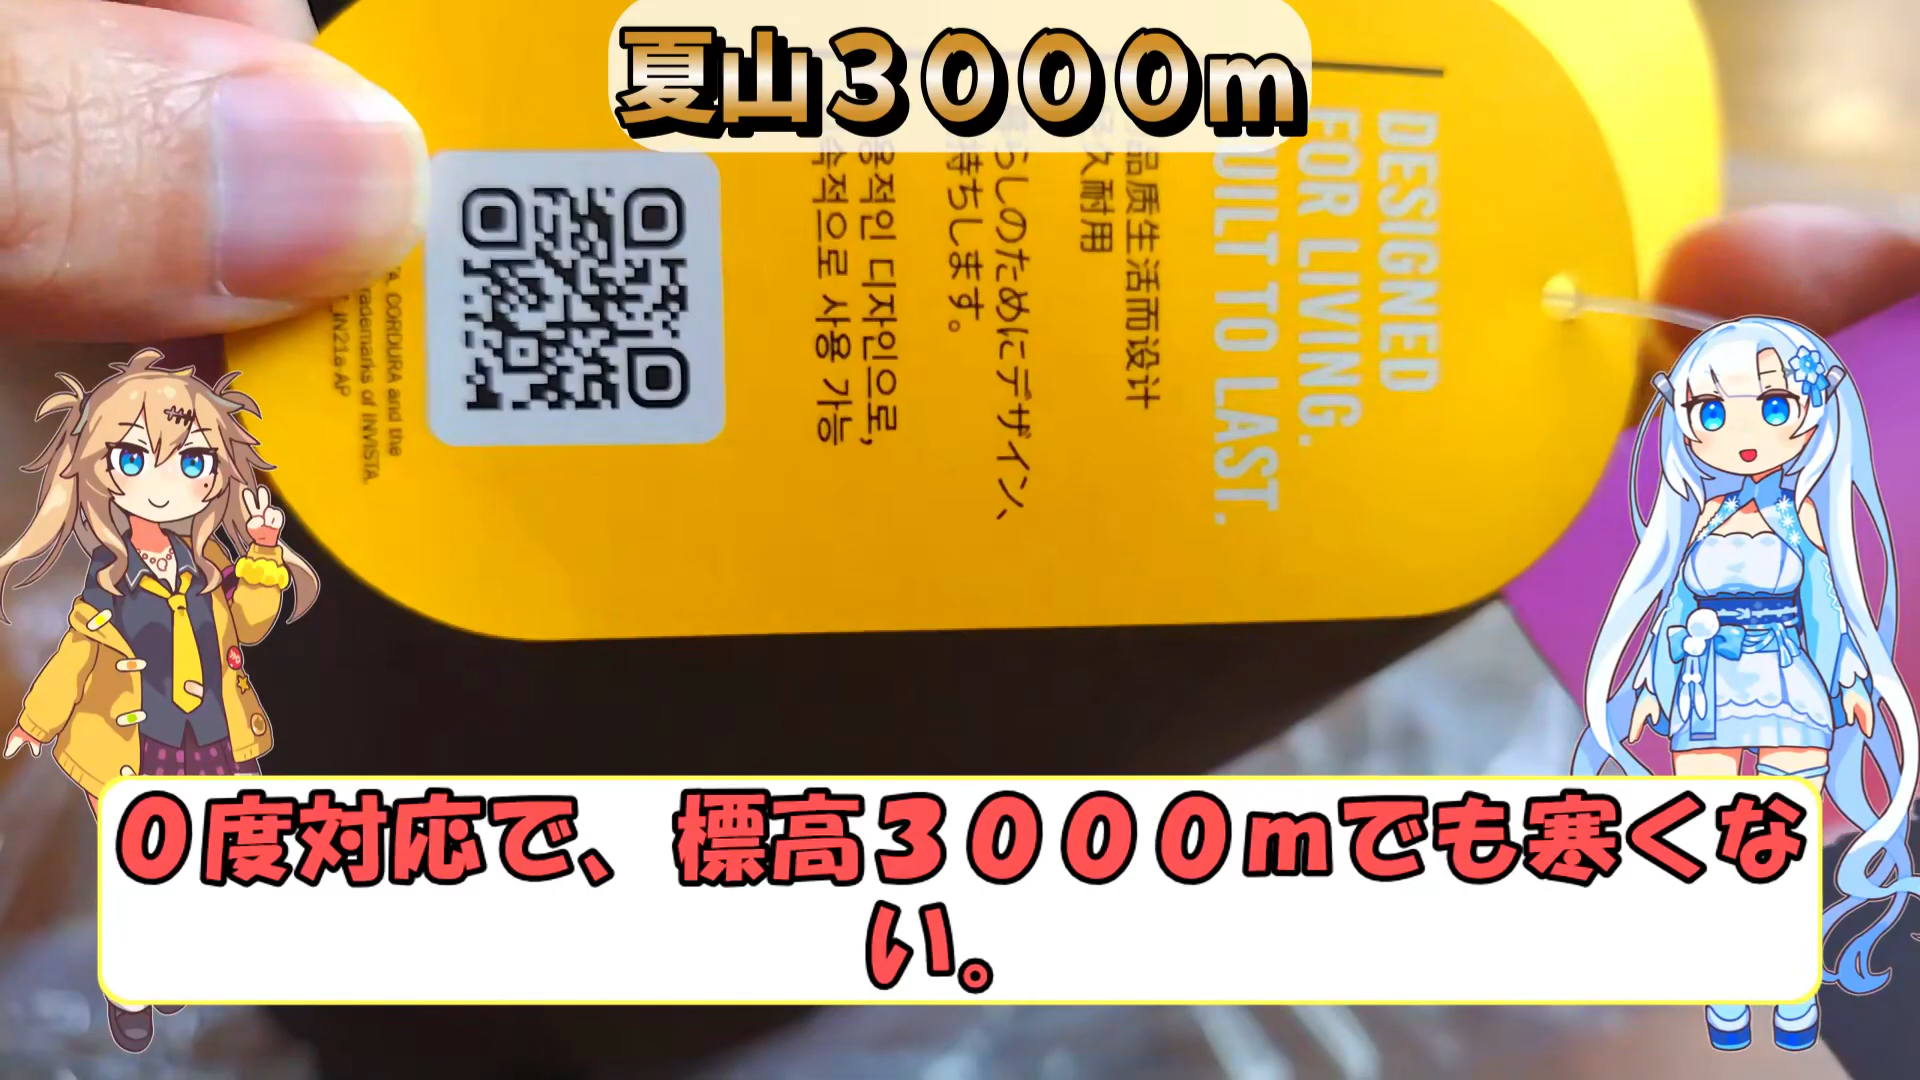 夏山３０００m
DESIGNED
FOR LIVING.
UILT TO LAST.
品质生活而设计
久耐用
らしのためにデザイン、
持ちします。
용적인 디자인으로,
속적으로 사용 가능
CORDURA and the
rademarks of INVISTA.
IN21a AP
０度対応で、標高３０００mでも寒くな
い。